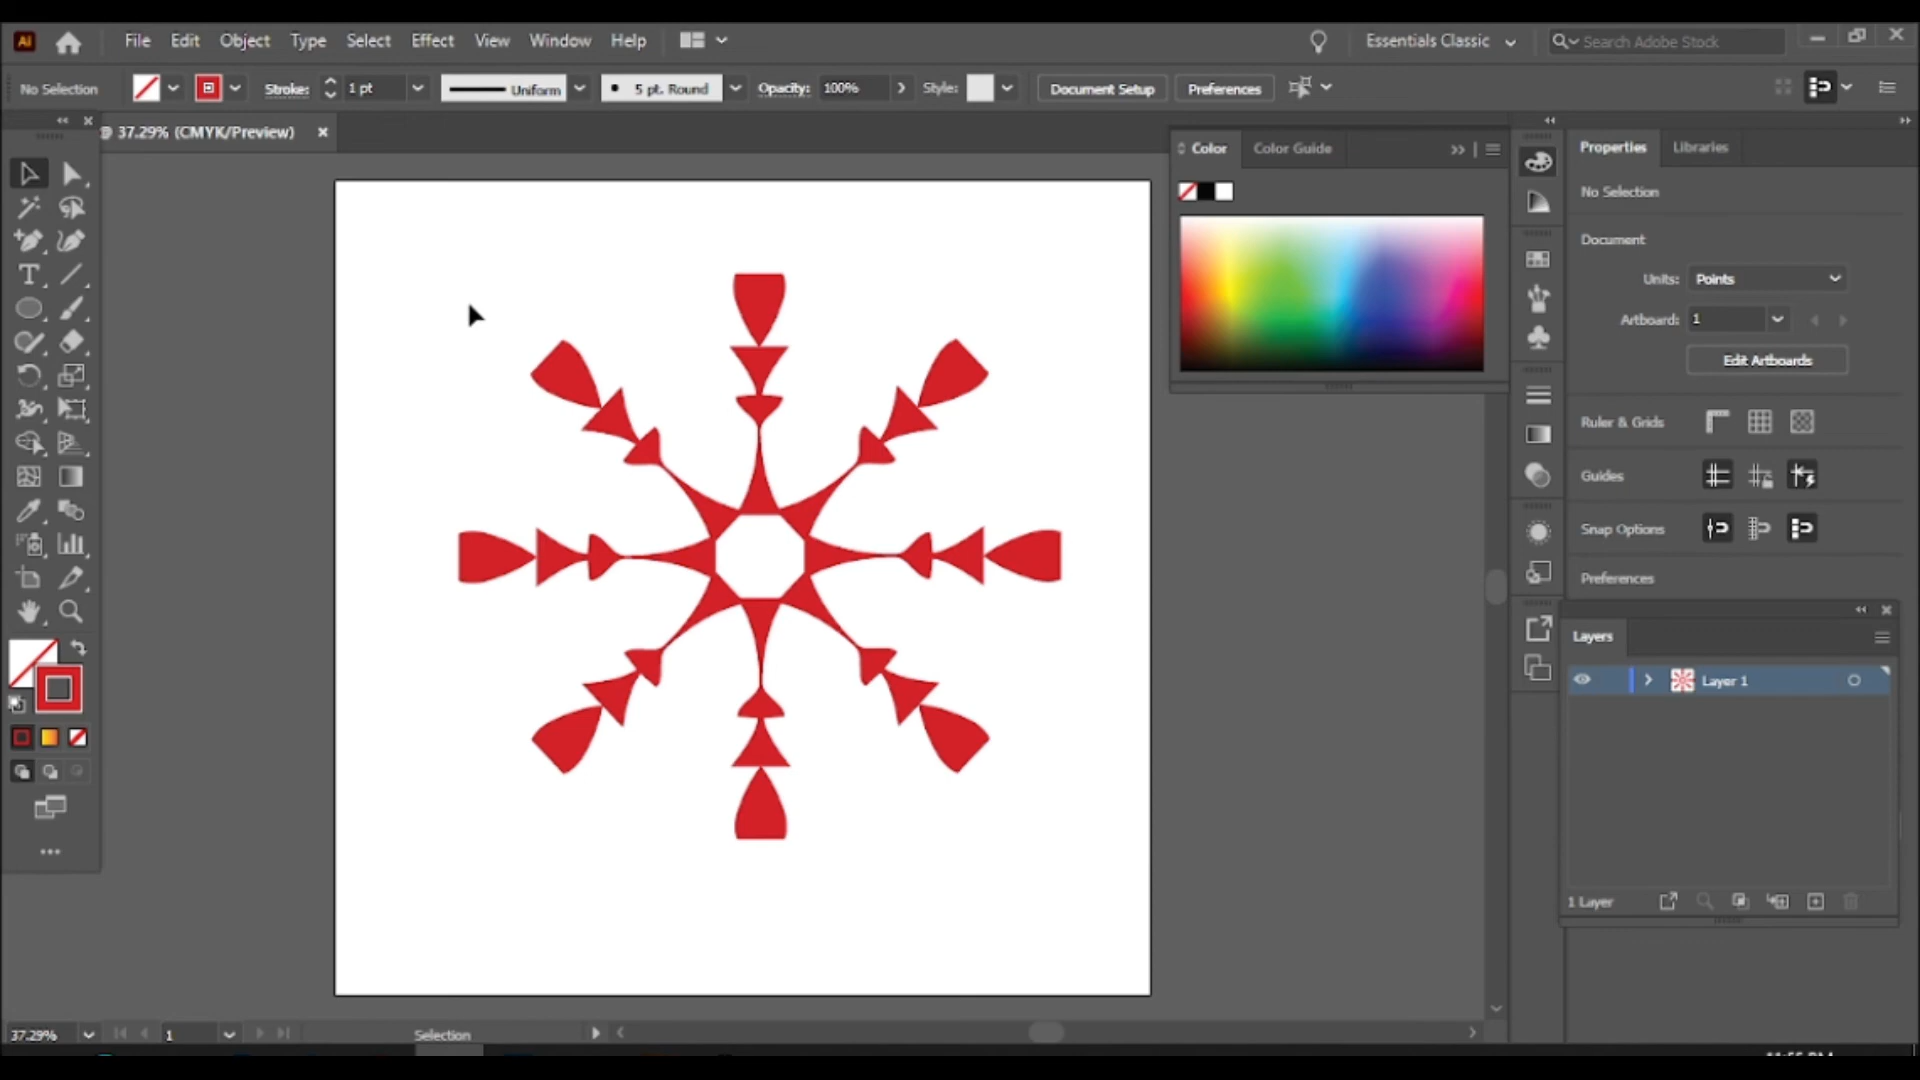 Ai File Edit Object Type Select Effect View Window Help Essentials Classic Search Adobe Stock
No Selection Stroke: 1 pt Uniform 5 pt. Round Opacity: 100% Style: Document Setup Preferences
@ 37.29% (CMYK/Preview)
Color Color Guide
Properties Libraries
No Selection
Document
Units: Points
Artboard: 1
Edit Artboards
Ruler & Grids
Guides
Snap Options
Preferences
Layers
Layer 1
1 Layer
37.29% 1 Selection